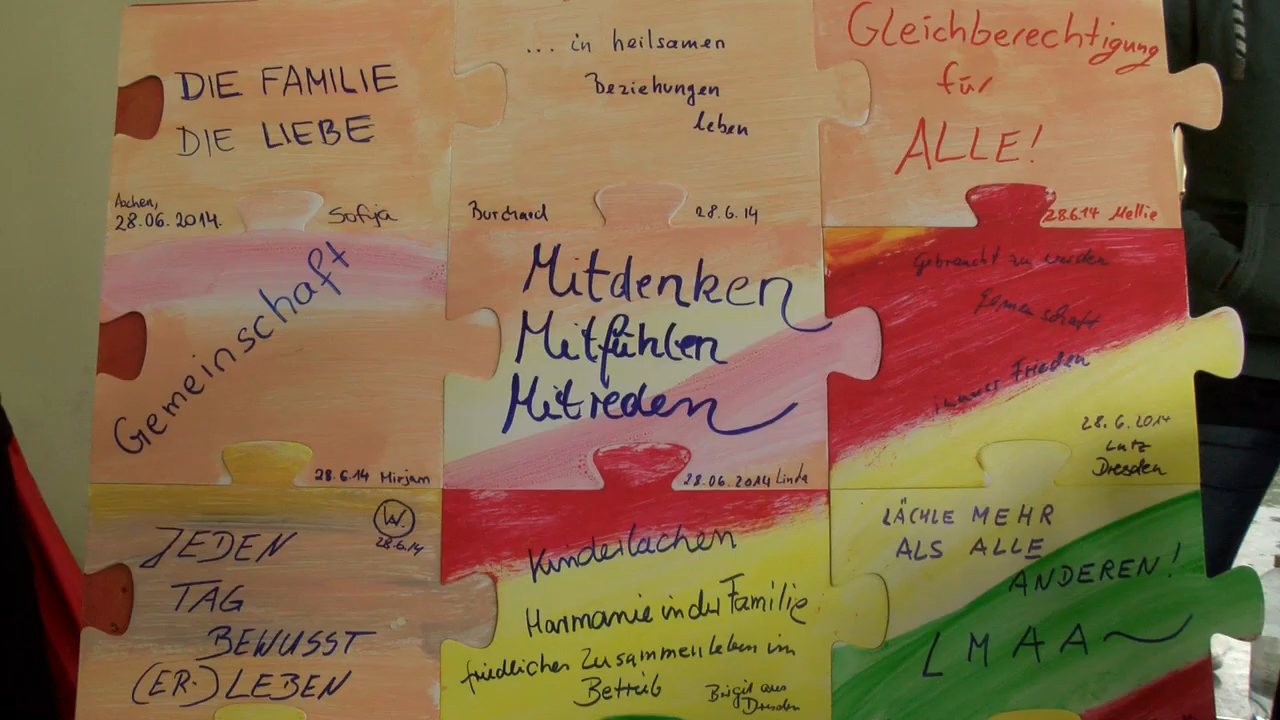 DIE FAMILIE
DIE LIEBE
Aachen,
28.06.2014.
Sofija
... in heilsamen
Beziehungen
leben
Burchard
28.6.14
Gleichberechtigung
für
ALLE!
28.6.14 Mellie
Gemeinschaft
28.6.14 Mirjam
Mitdenken
Mitfühlen
Mitreden
28.06.2014 Linda
Gebraucht zu werden
Gemeinschaft
Frieden
28.6.2014
Lutz
Dresden
W.
28.6.14
JEDEN
TAG
BEWUSST
(ER-)LEBEN
Kinderlachen
Harmonie in der Familie
friedliches Zusammenleben im
Betrieb
Birgit aus
Dresden
LÄCHLE MEHR
ALS ALLE
ANDEREN!
LMAA